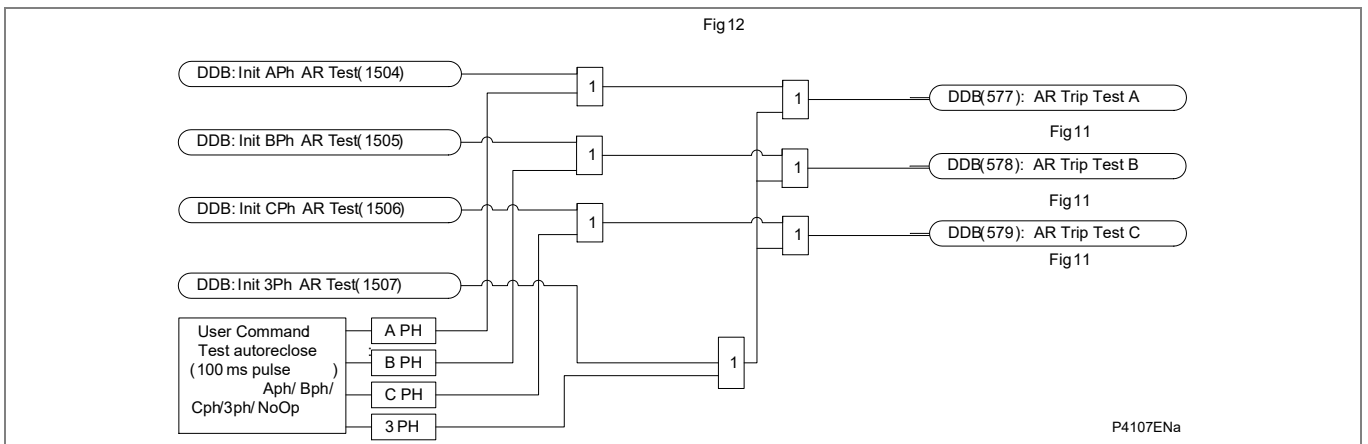 Fig 12
DDB: Init APh AR Test( 1504)
1
1
DDB(577): AR Trip Test A
Fig 11
DDB: Init BPh AR Test( 1505)
1
1
DDB(578): AR Trip Test B
Fig 11
DDB: Init CPh AR Test( 1506)
1
1
DDB(579): AR Trip Test C
Fig 11
DDB: Init 3Ph AR Test( 1507)
User Command
Test autoreclose
( 100 ms pulse )
Aph/ Bph/
Cph/3ph/ NoOp
A PH
B PH
C PH
3 PH
1
P4107ENa